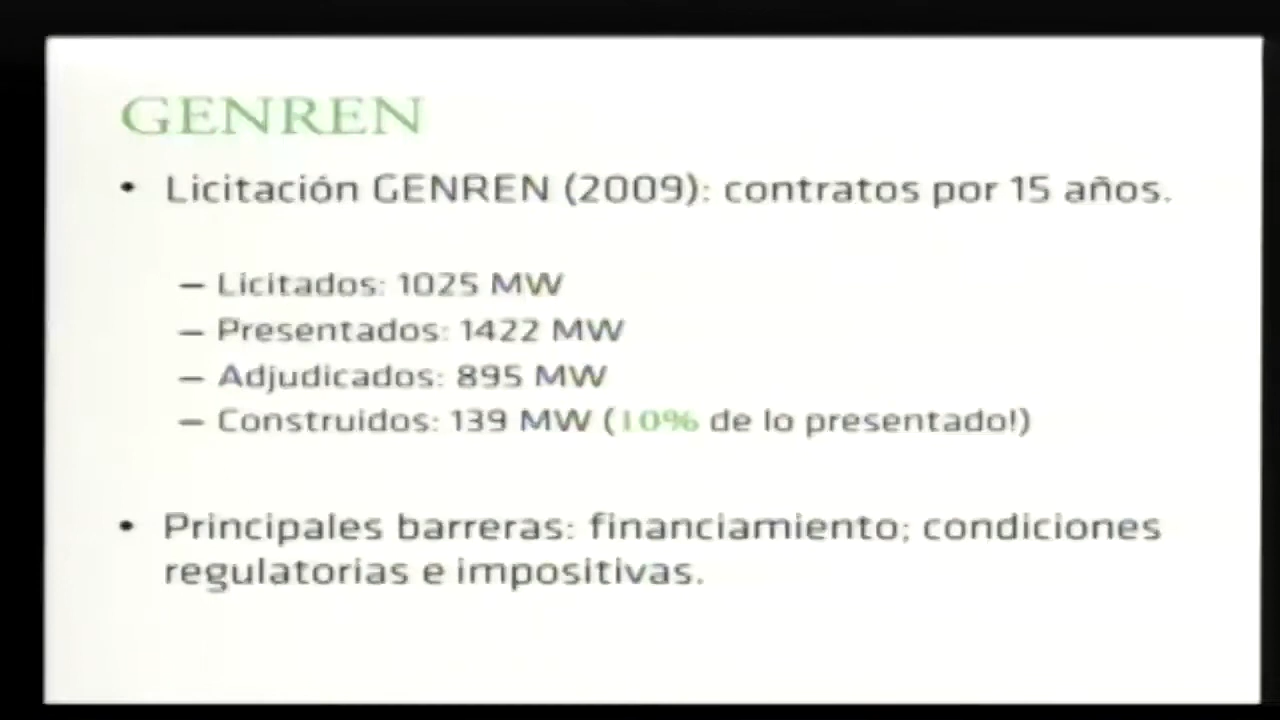 GENREN
• Licitación GENREN (2009): contratos por 15 años.
– Licitados: 1025 MW
– Presentados: 1422 MW
– Adjudicados: 895 MW
– Construidos: 139 MW (10% de lo presentado!)
• Principales barreras: financiamiento; condiciones
regulatorias e impositivas.